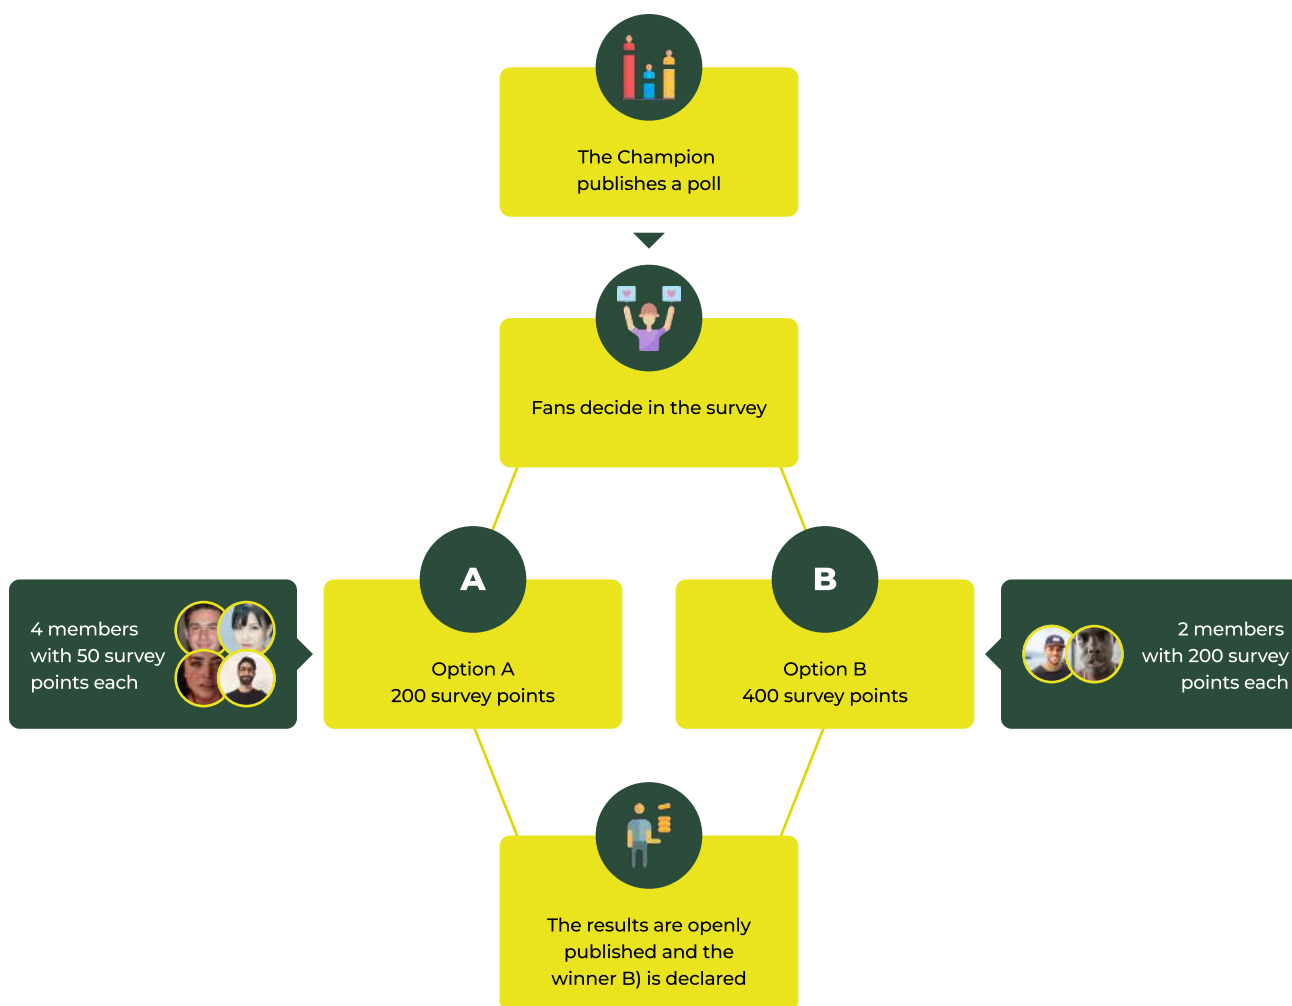 The Champion
publishes a poll
Fans decide in the survey
A
B
4 members
with 50 survey
points each
Option A
200 survey points
Option B
400 survey points
2 members
with 200 survey
points each
The results are openly
published and the
winner B) is declared